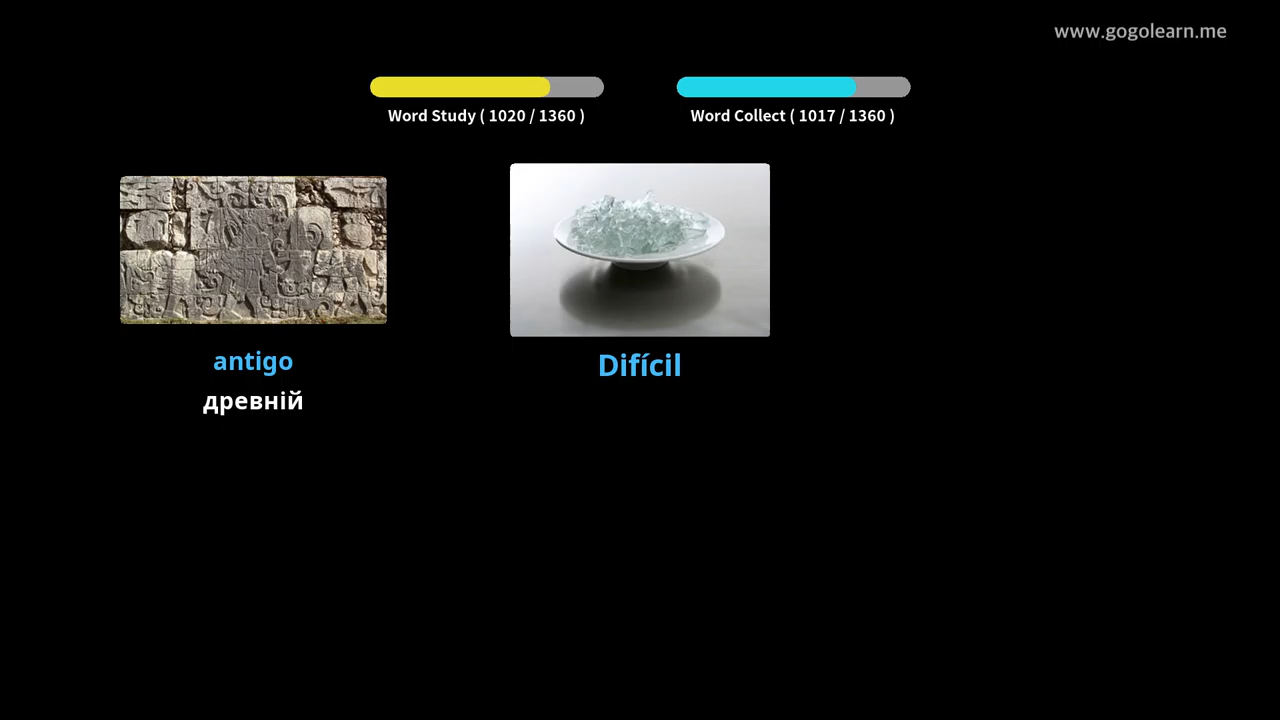 www.gogolearn.me
Word Study ( 1020 / 1360 )
Word Collect ( 1017 / 1360 )
antigo
древній
Difícil